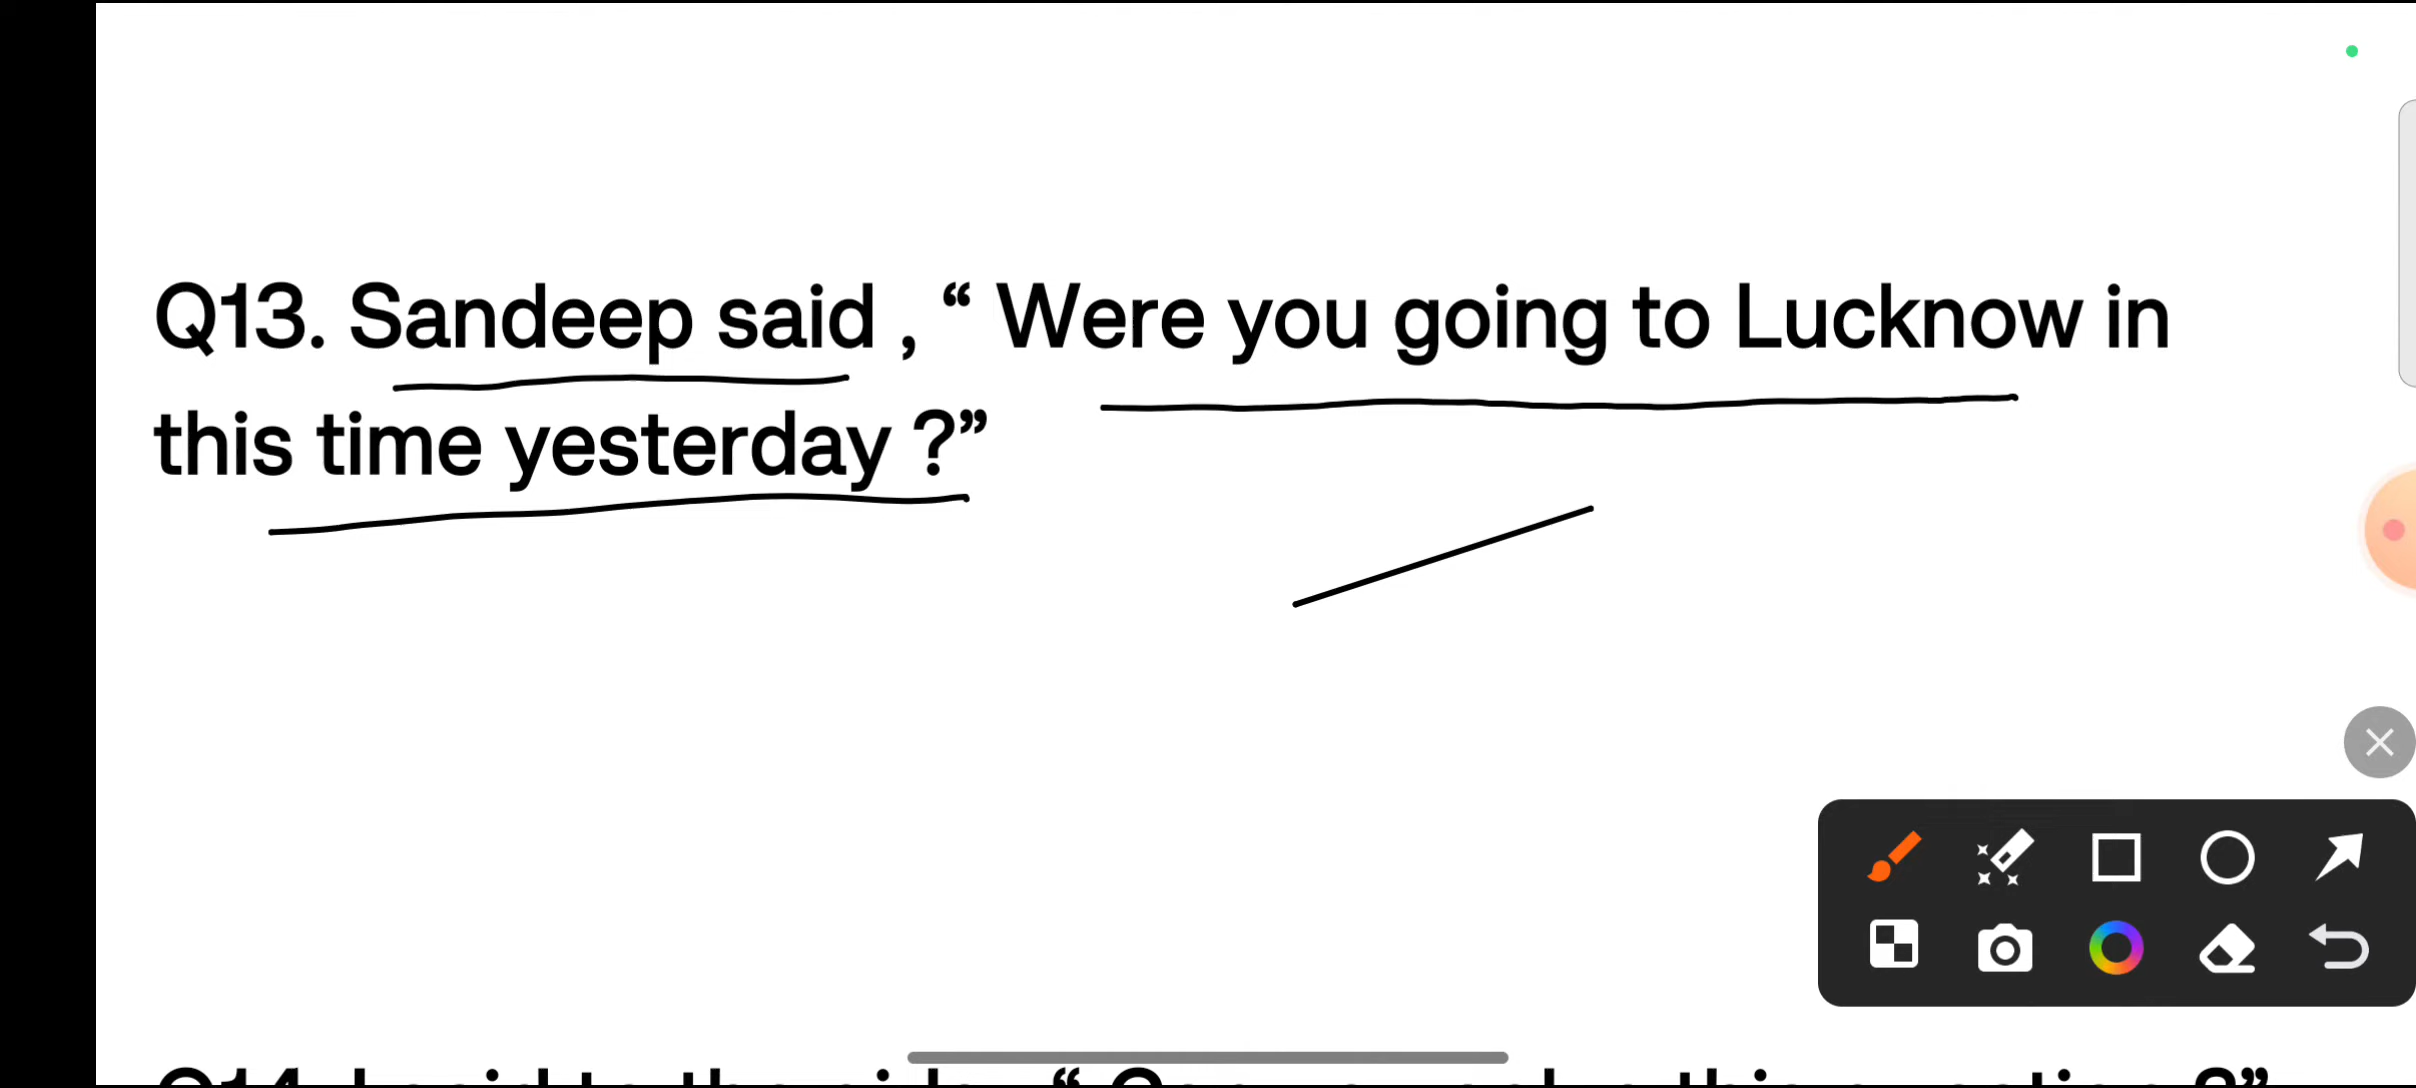 Q13. Sandeep said , “ Were you going to Lucknow in
this time yesterday ?”